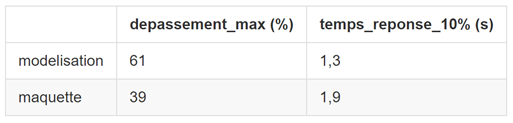 depassement_max (%) temps_reponse_10% (s)
modelisation 61 1,3
maquette 39 1,9